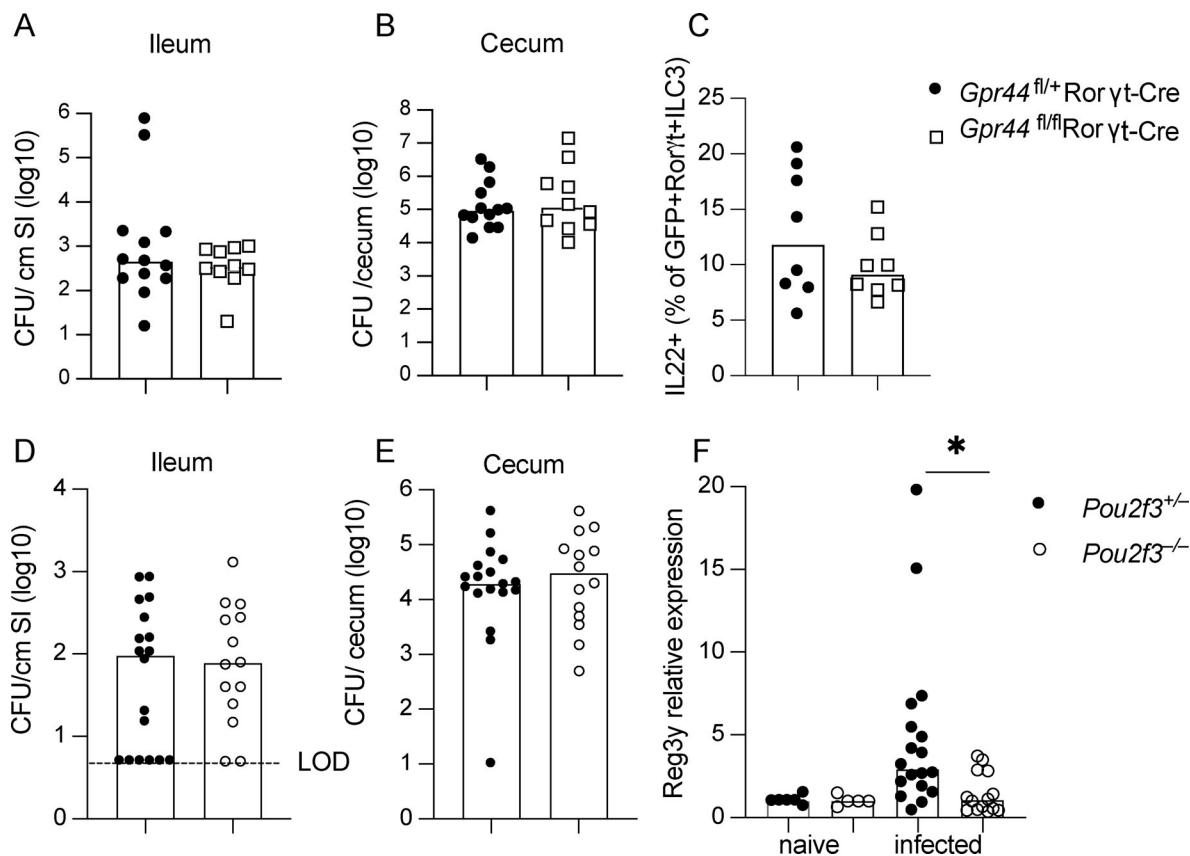 A
Ileum
CFU/ cm SI (log10)
6
5
4
3
2
1
0
B
Cecum
CFU /cecum (log10)
8
7
6
5
4
3
2
1
0
C
IL22+ (% of GFP+Rorγt+ILC3)
25
20
15
10
5
0
Gpr44 fl/+ Ror γt-Cre
Gpr44 fl/fl Ror γt-Cre
D
Ileum
CFU/cm SI (log10)
4
3
2
1
0
LOD
E
Cecum
CFU/ cecum (log10)
6
5
4
3
2
1
0
F
*
Reg3y relative expression
20
15
10
5
0
naive infected
Pou2f3+/–
Pou2f3–/–